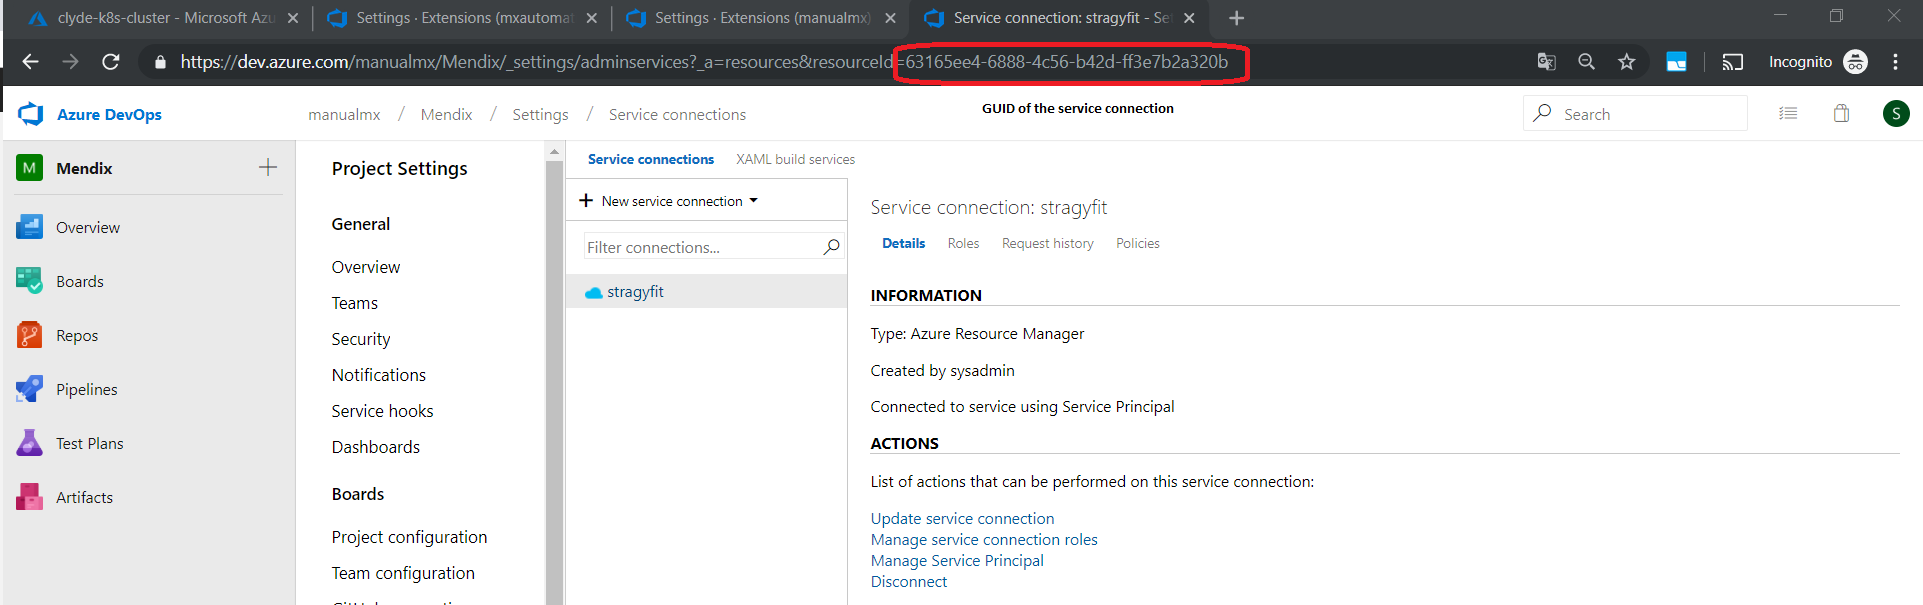 clyde-k8s-cluster - Microsoft Azu
Settings · Extensions (mxautomat
Settings · Extensions (manualmx)
Service connection: stragyfit - Se
https://dev.azure.com/manualmx/Mendix/_settings/adminservices?_a=resources&resourceId=63165ee4-6888-4c56-b42d-ff3e7b2a320b
Incognito
Azure DevOps
manualmx / Mendix / Settings / Service connections
GUID of the service connection
Search
S
M Mendix
Overview
Boards
Repos
Pipelines
Test Plans
Artifacts
Project Settings
General
Overview
Teams
Security
Notifications
Service hooks
Dashboards
Boards
Project configuration
Team configuration
Service connections
XAML build services
New service connection
Filter connections...
stragyfit
Service connection: stragyfit
Details Roles Request history Policies
INFORMATION
Type: Azure Resource Manager
Created by sysadmin
Connected to service using Service Principal
ACTIONS
List of actions that can be performed on this service connection:
Update service connection
Manage service connection roles
Manage Service Principal
Disconnect